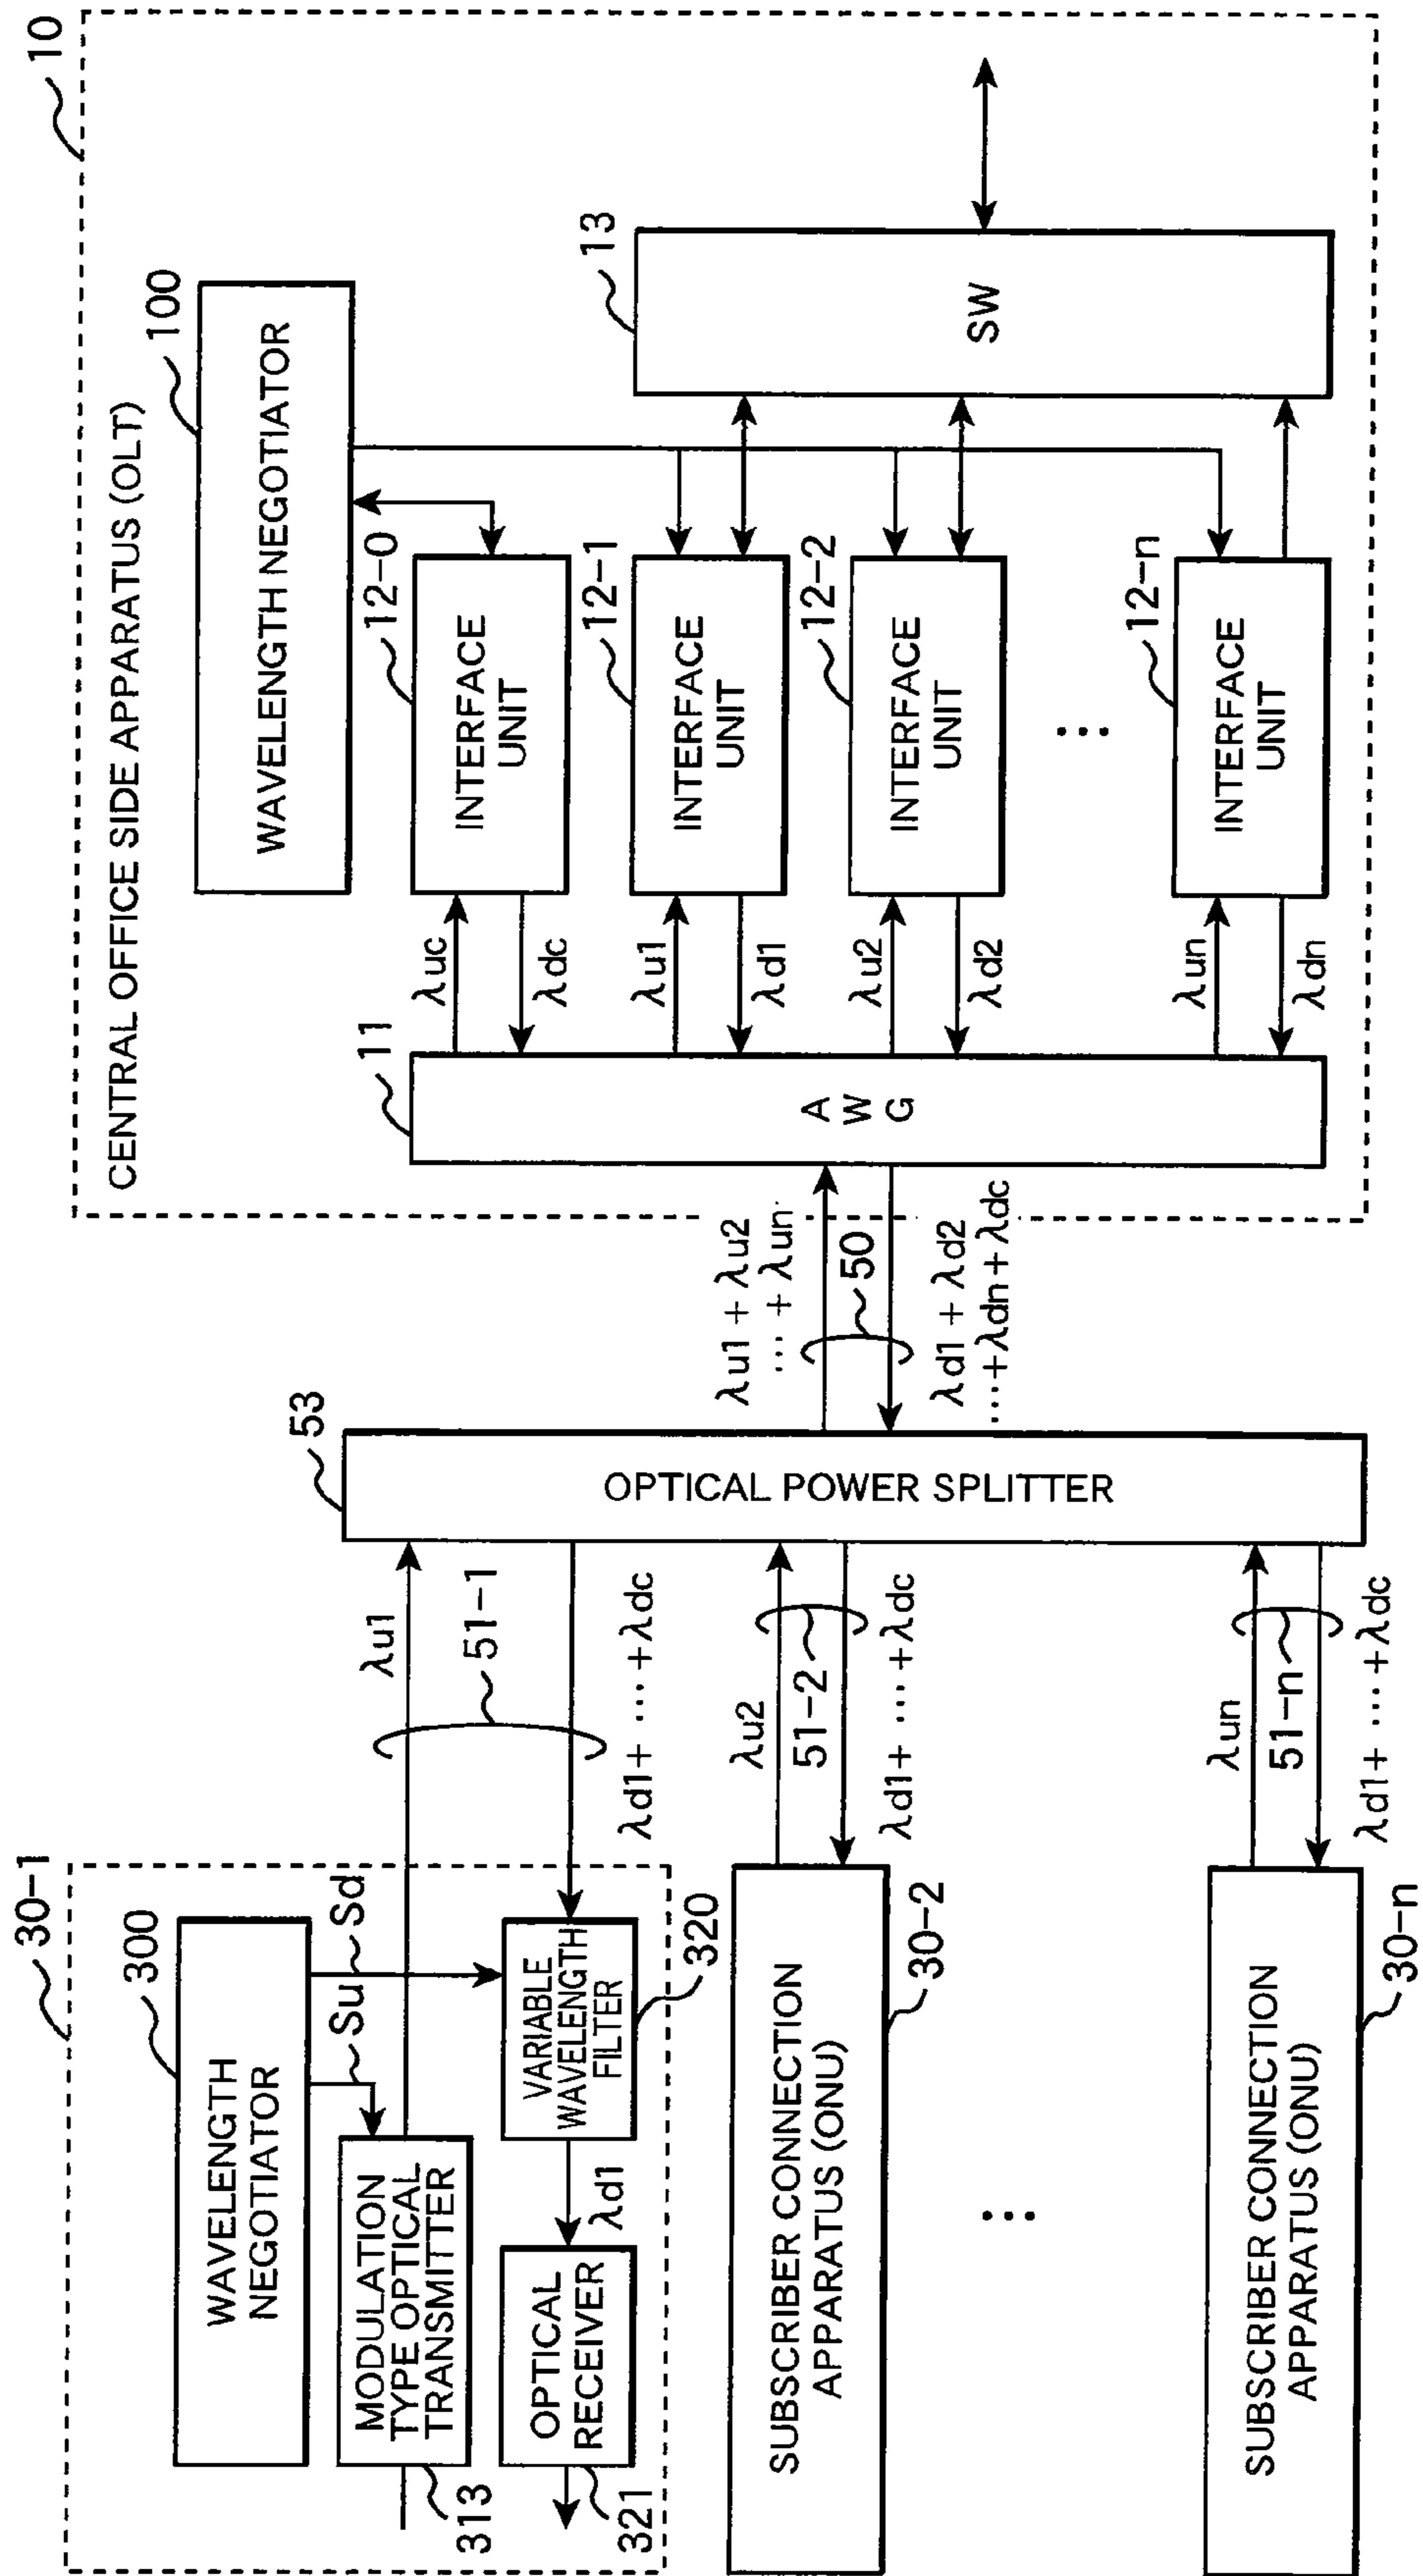 30-1
300
WAVELENGTH
NEGOTIATOR
Su
Sd
MODULATION
TYPE OPTICAL
TRANSMITTER
313
VARIABLE
WAVELENGTH
FILTER
320
λd1
OPTICAL
RECEIVER
321
SUBSCRIBER CONNECTION
APPARATUS (ONU)
30-2
...
SUBSCRIBER CONNECTION
APPARATUS (ONU)
30-n
λu1
51-1
λd1+ ... +λdc
λu2
51-2
λd1+ ... +λdc
λun
51-n
λd1+ ... +λdc
53
OPTICAL POWER SPLITTER
λu1 + λu2
... + λun
50
λd1 + λd2
...+λdn+λdc
10
CENTRAL OFFICE SIDE APPARATUS (OLT)
11
AWG
λuc
λdc
λu1
λd1
λu2
λd2
λun
λdn
100
WAVELENGTH NEGOTIATOR
12-0
INTERFACE
UNIT
12-1
INTERFACE
UNIT
12-2
INTERFACE
UNIT
...
12-n
INTERFACE
UNIT
13
SW